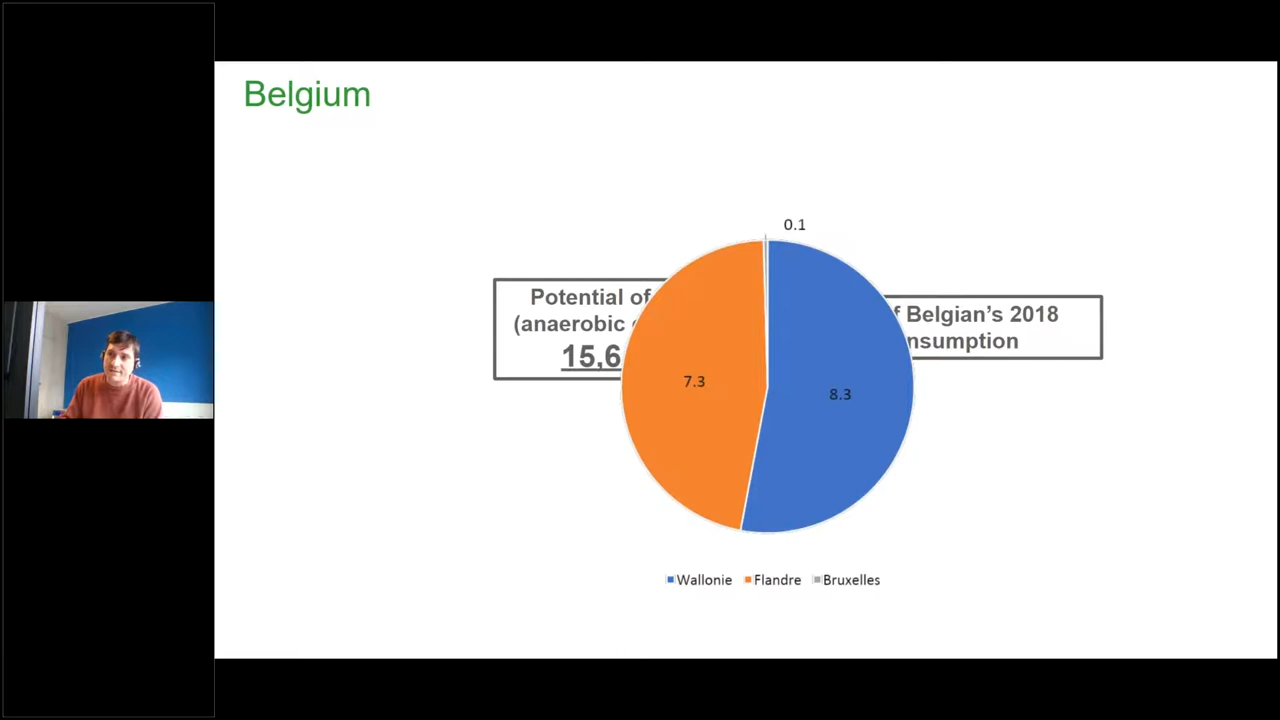 Belgium
0.1
Potential of
(anaerobic
15,6
f Belgian’s 2018
nsumption
7.3
8.3
Wallonie Flandre Bruxelles